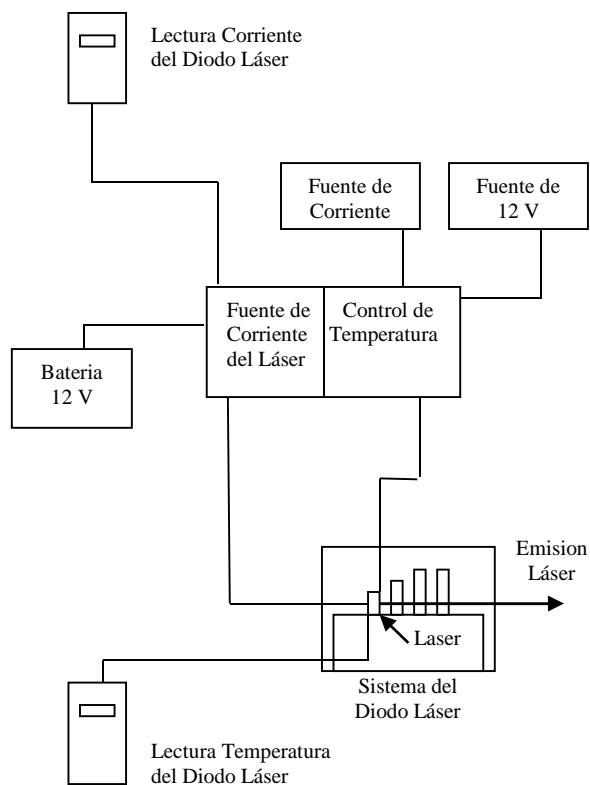 Lectura Corriente
del Diodo Láser
Fuente de
Corriente
Fuente de
12 V
Fuente de
Corriente
del Láser
Control de
Temperatura
Bateria
12 V
Emision
Láser
Laser
Sistema del
Diodo Láser
Lectura Temperatura
del Diodo Láser